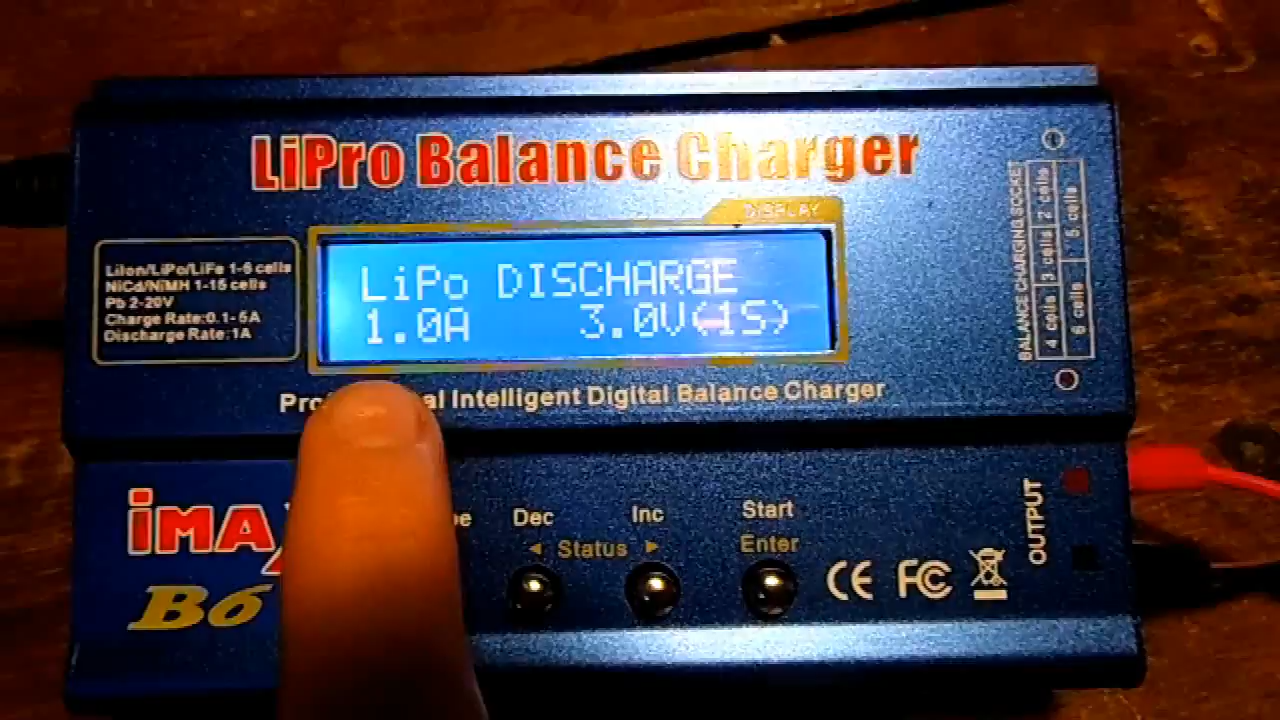 LiPro Balance Charger
DISPLAY
LiIon/LiPo/LiFe 1-6 cells
NiCd/NiMH 1-15 cells
Pb 2-20V
Charge Rate:0.1-5A
Discharge Rate:1A
LiPo DISCHARGE
1.0A 3.0V(1S)
Intelligent Digital Balance Charger
BALANCE CHARGING SOCKET
4 cells 3 cells 2 cells
6 cells 5 cells
iMA
B6
Dec Inc Start
◄ Status ► Enter
CE FC
OUTPUT